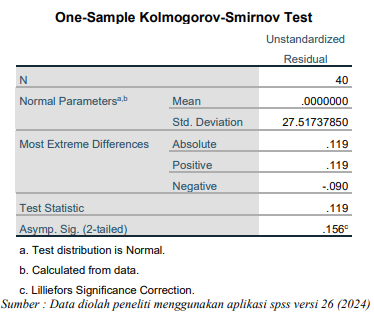 One-Sample Kolmogorov-Smirnov Test
Unstandardized
Residual
N 40
Normal Parametersa,b Mean .0000000
Std. Deviation 27.51737850
Most Extreme Differences Absolute .119
Positive .119
Negative -.090
Test Statistic .119
Asymp. Sig. (2-tailed) .156c
a. Test distribution is Normal.
b. Calculated from data.
c. Lilliefors Significance Correction.
Sumber : Data diolah peneliti menggunakan aplikasi spss versi 26 (2024)